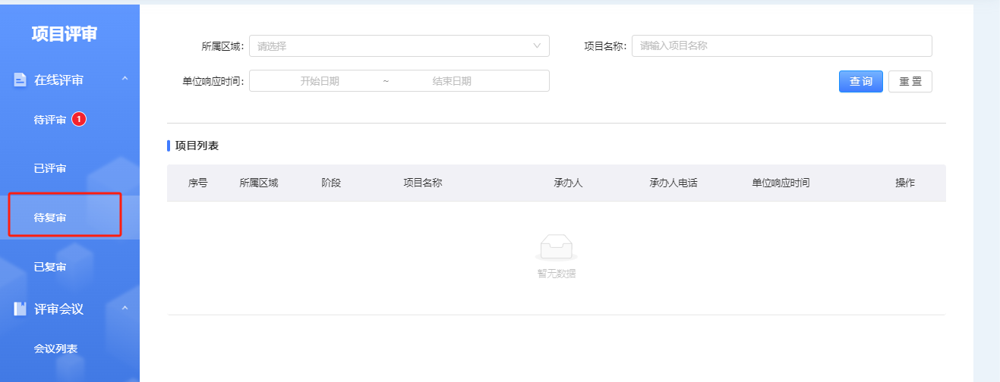 项目评审
在线评审
待评审 1
已评审
待复审
已复审
评审会议
会议列表
所属区域: 请选择 项目名称: 请输入项目名称
单位响应时间: 开始日期 ~ 结束日期 查询 重置
项目列表
序号 所属区域 阶段 项目名称 承办人 承办人电话 单位响应时间 操作
暂无数据